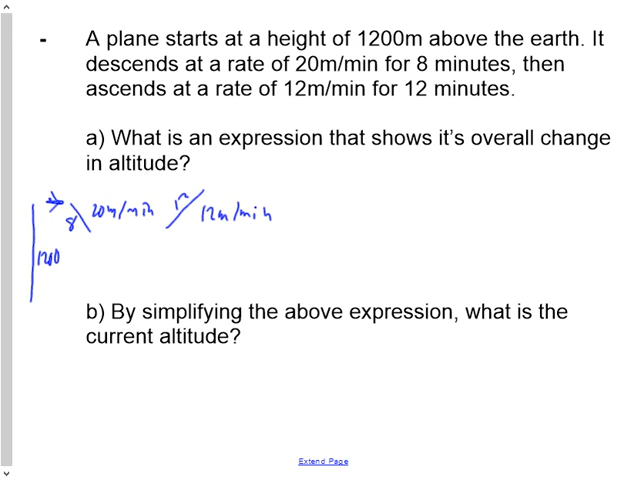 - A plane starts at a height of 1200m above the earth. It
descends at a rate of 20m/min for 8 minutes, then
ascends at a rate of 12m/min for 12 minutes.
a) What is an expression that shows it's overall change
in altitude?
8 20m/min 12 12m/min
1200
b) By simplifying the above expression, what is the
current altitude?
Extend Page